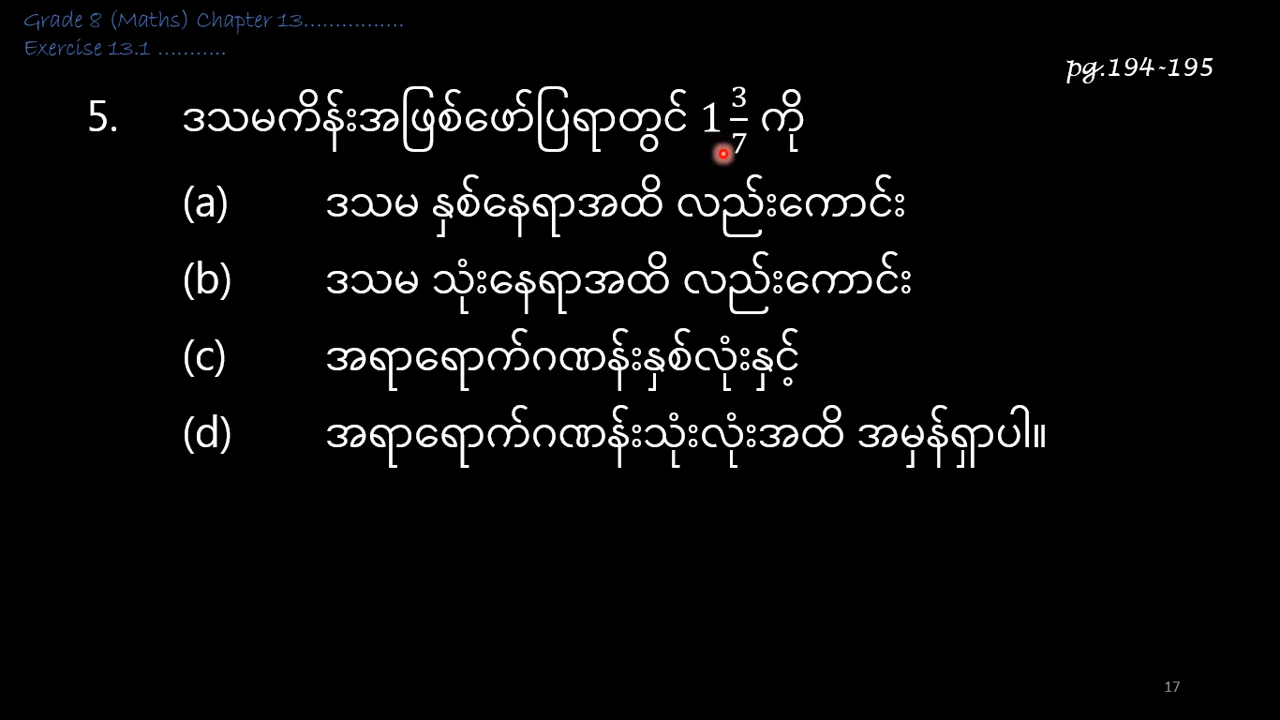 Grade 8 (Maths) Chapter 13................
Exercise 13.1 ...........
pg.194-195
5. ဒသမကိန်းအဖြစ်ဖော်ပြရာတွင် 1 3/7 ကို
(a) ဒသမ နှစ်နေရာအထိ လည်းကောင်း
(b) ဒသမ သုံးနေရာအထိ လည်းကောင်း
(c) အရာရောက်ဂဏန်းနှစ်လုံးနှင့်
(d) အရာရောက်ဂဏန်းသုံးလုံးအထိ အမှန်ရှာပါ။
17